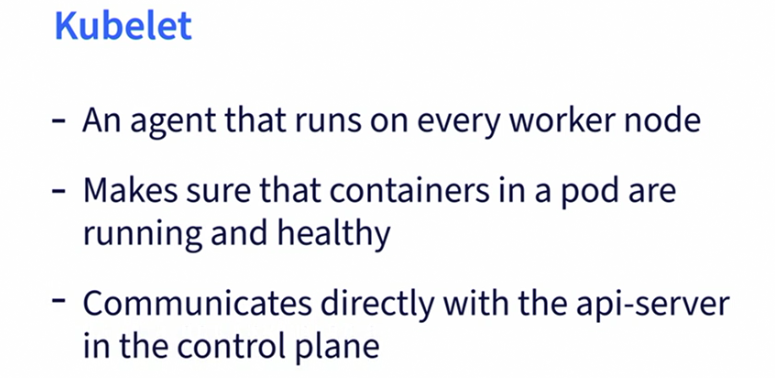 Kubelet
- An agent that runs on every worker node
- Makes sure that containers in a pod are
running and healthy
- Communicates directly with the api-server
in the control plane